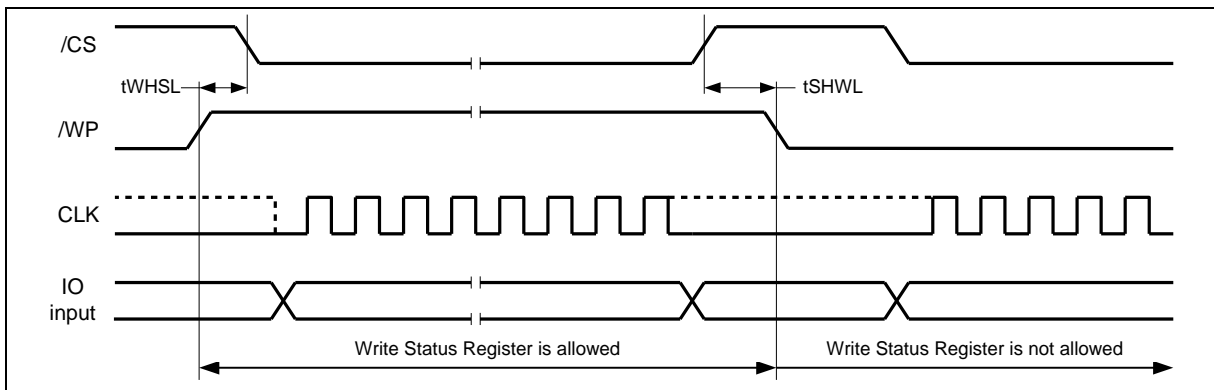 /CS
tWHSL
tSHWL
/WP
CLK
IO
input
Write Status Register is allowed
Write Status Register is not allowed